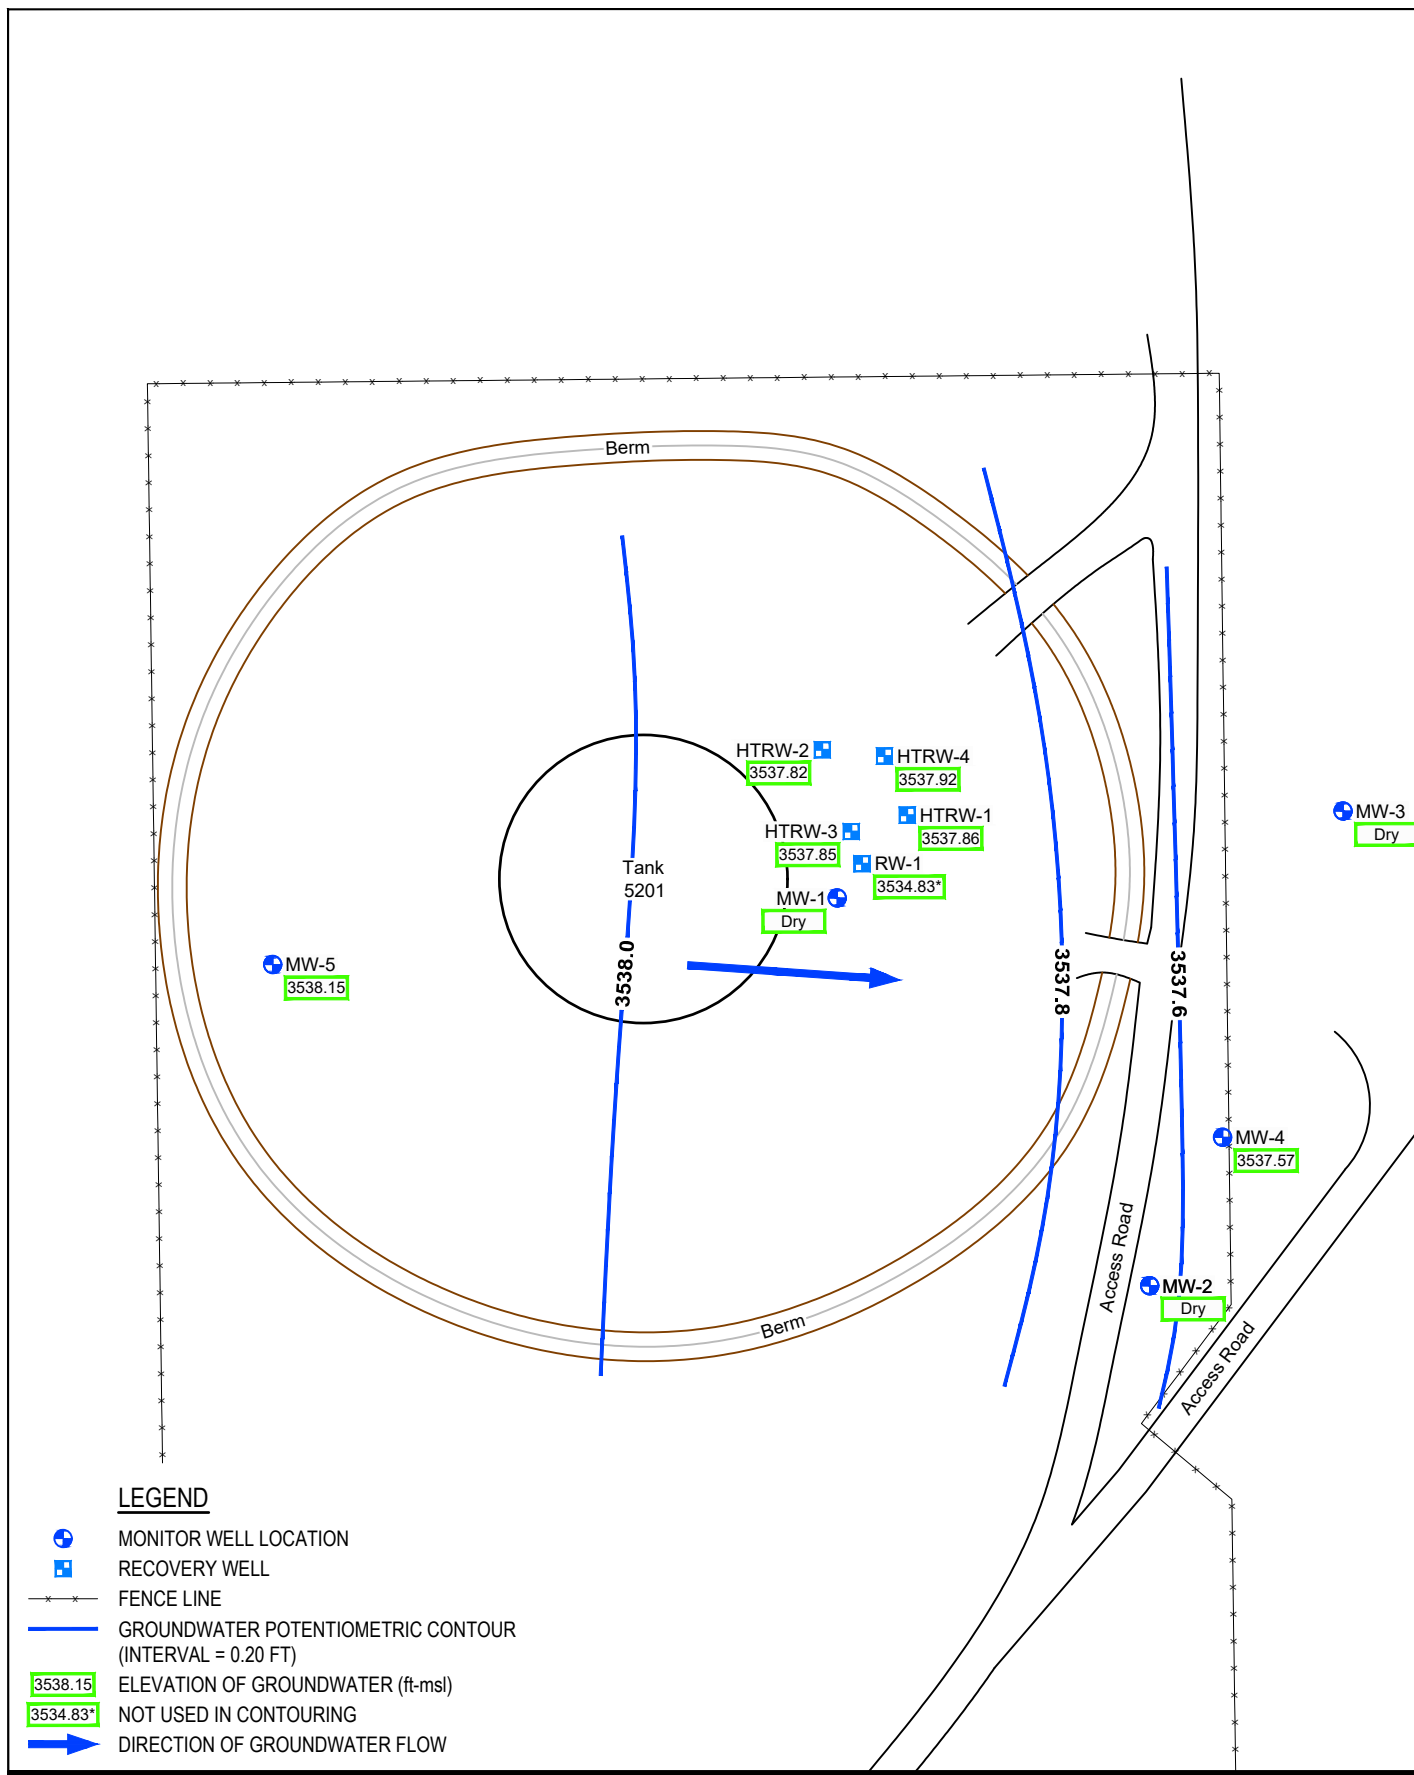 Berm
HTRW-2
3537.82
HTRW-4
3537.92
HTRW-1
3537.86
HTRW-3
3537.85
RW-1
3534.83*
MW-1
Dry
MW-3
Dry
Tank
5201
MW-5
3538.15
3538.0
3537.8
3537.6
MW-4
3537.57
MW-2
Dry
Access Road
Access Road
Berm
LEGEND
MONITOR WELL LOCATION
RECOVERY WELL
FENCE LINE
GROUNDWATER POTENTIOMETRIC CONTOUR
(INTERVAL = 0.20 FT)
3538.15 ELEVATION OF GROUNDWATER (ft-msl)
3534.83* NOT USED IN CONTOURING
DIRECTION OF GROUNDWATER FLOW